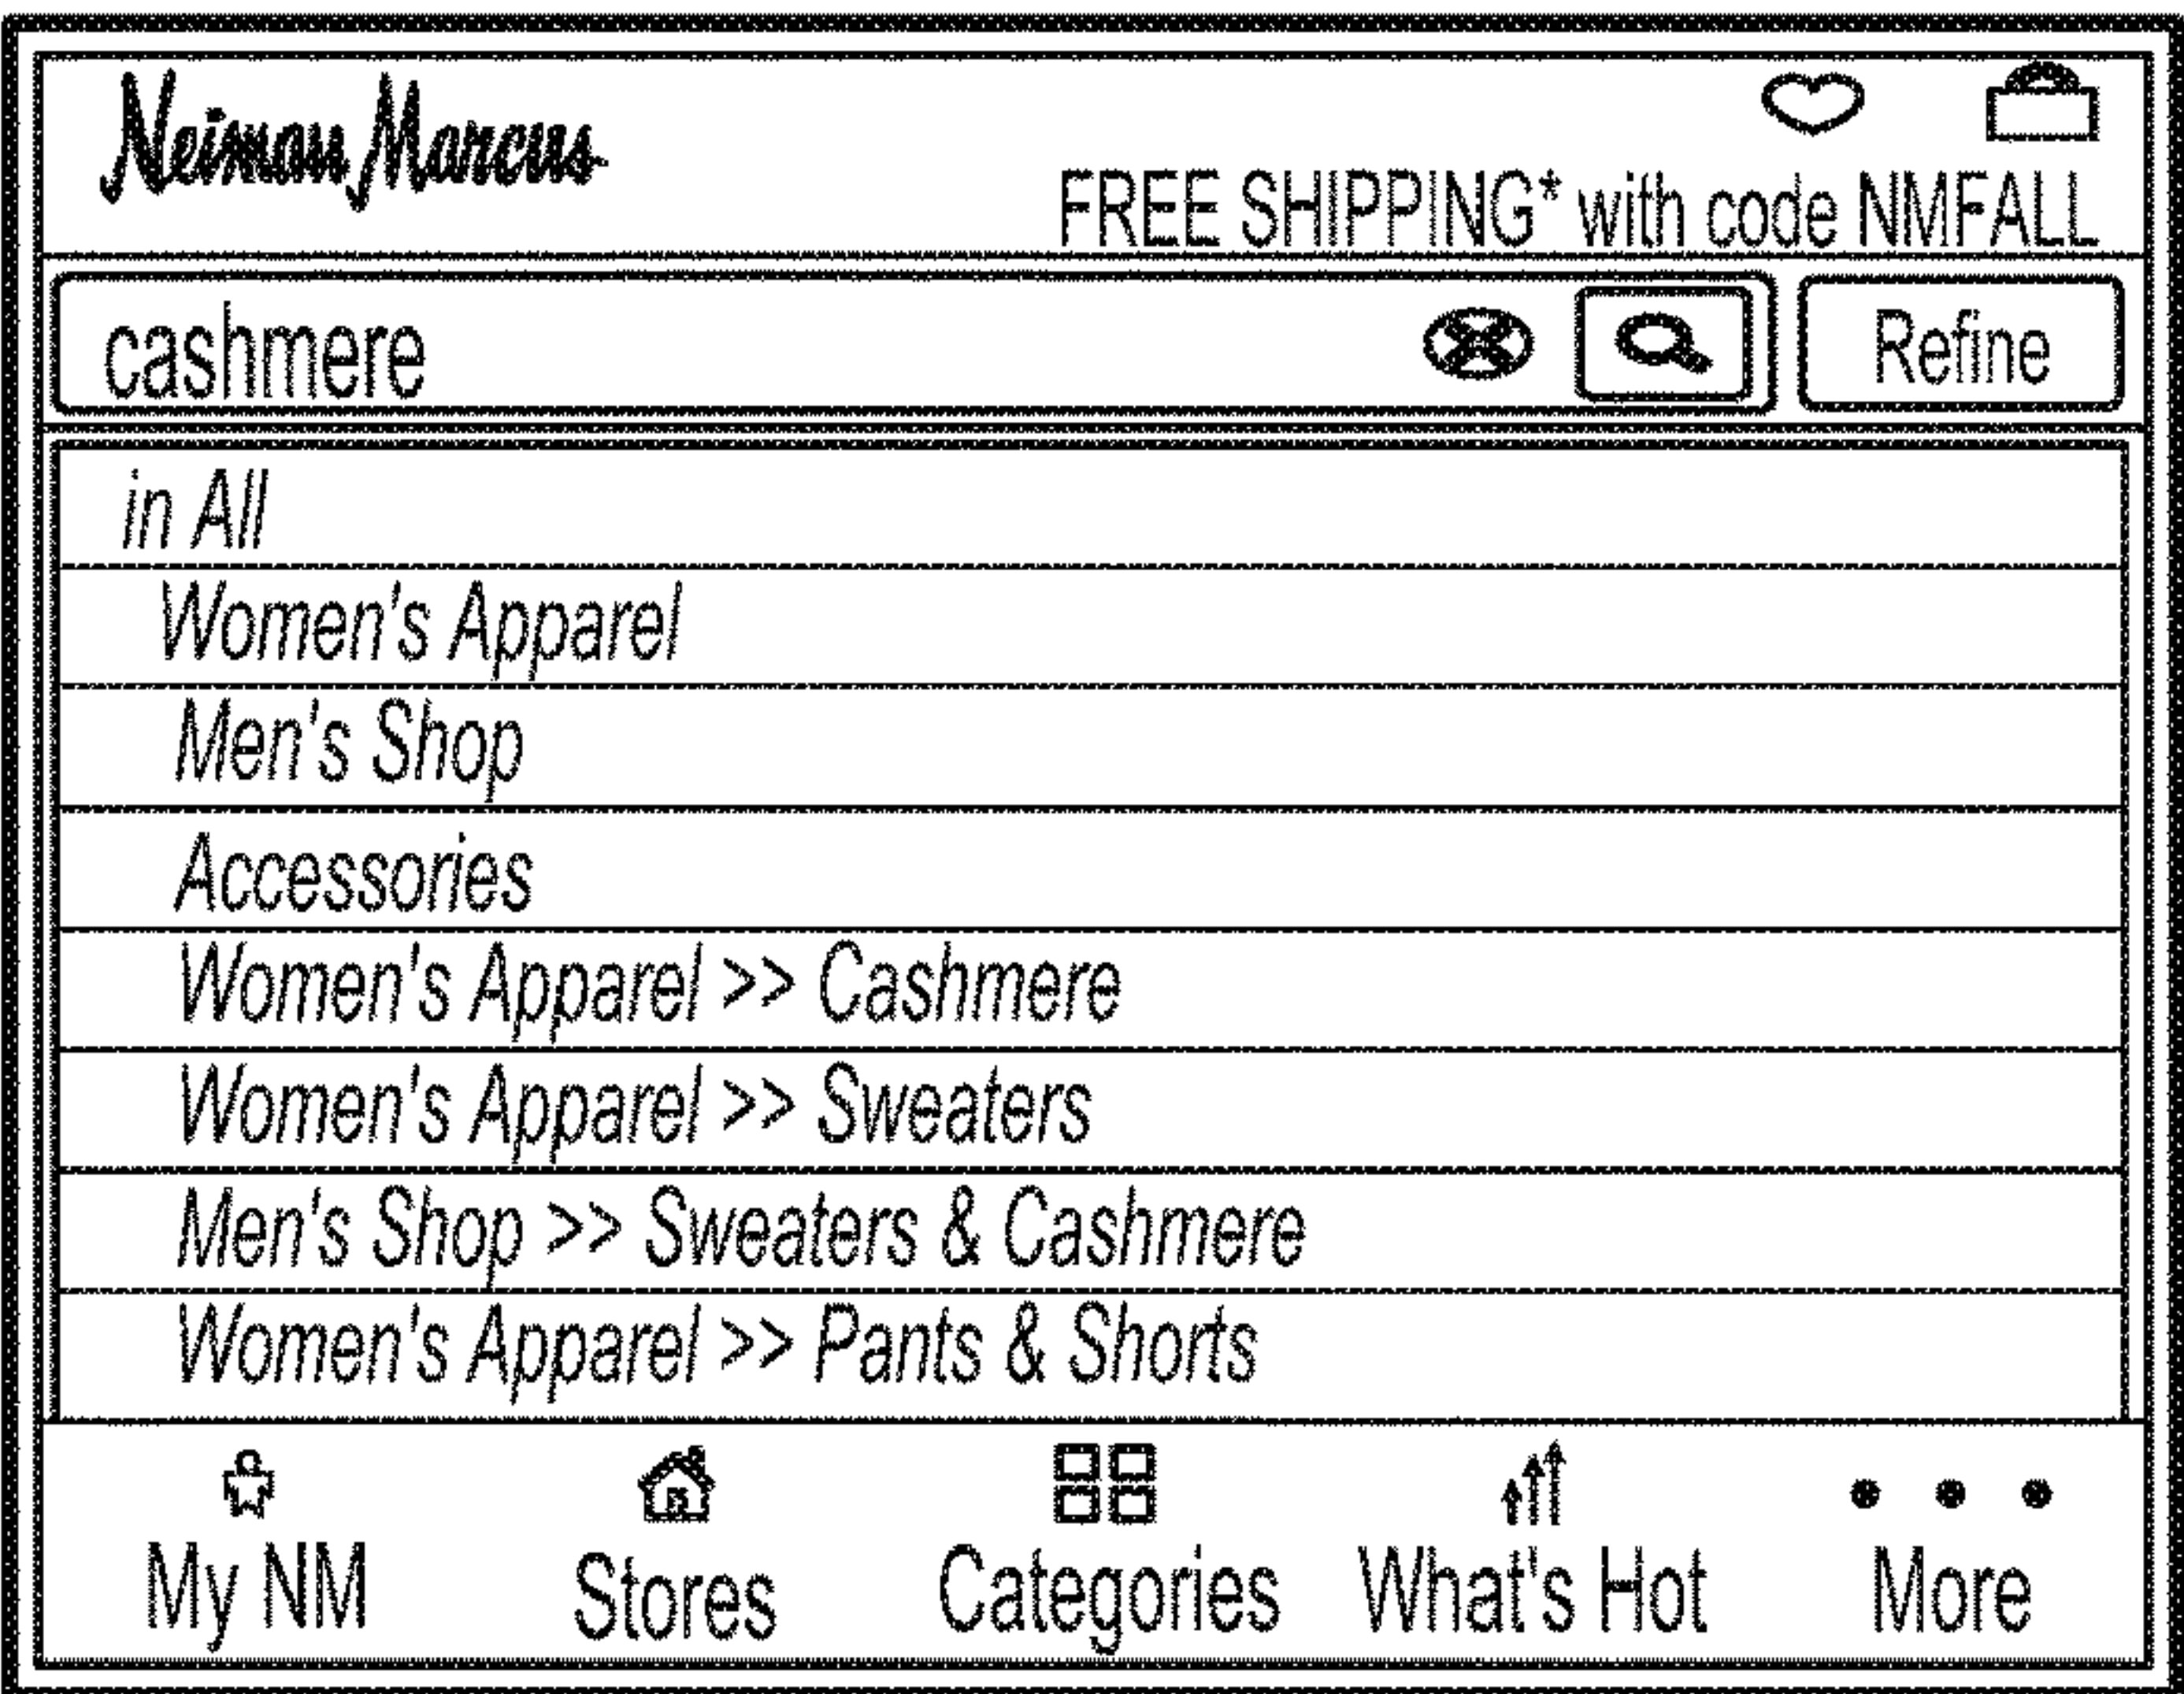 Neiman Marcus
FREE SHIPPING* with code NMFALL
cashmere
Refine
in All
Women's Apparel
Men's Shop
Accessories
Women's Apparel >> Cashmere
Women's Apparel >> Sweaters
Men's Shop >> Sweaters & Cashmere
Women's Apparel >> Pants & Shorts
My NM
Stores
Categories
What's Hot
More